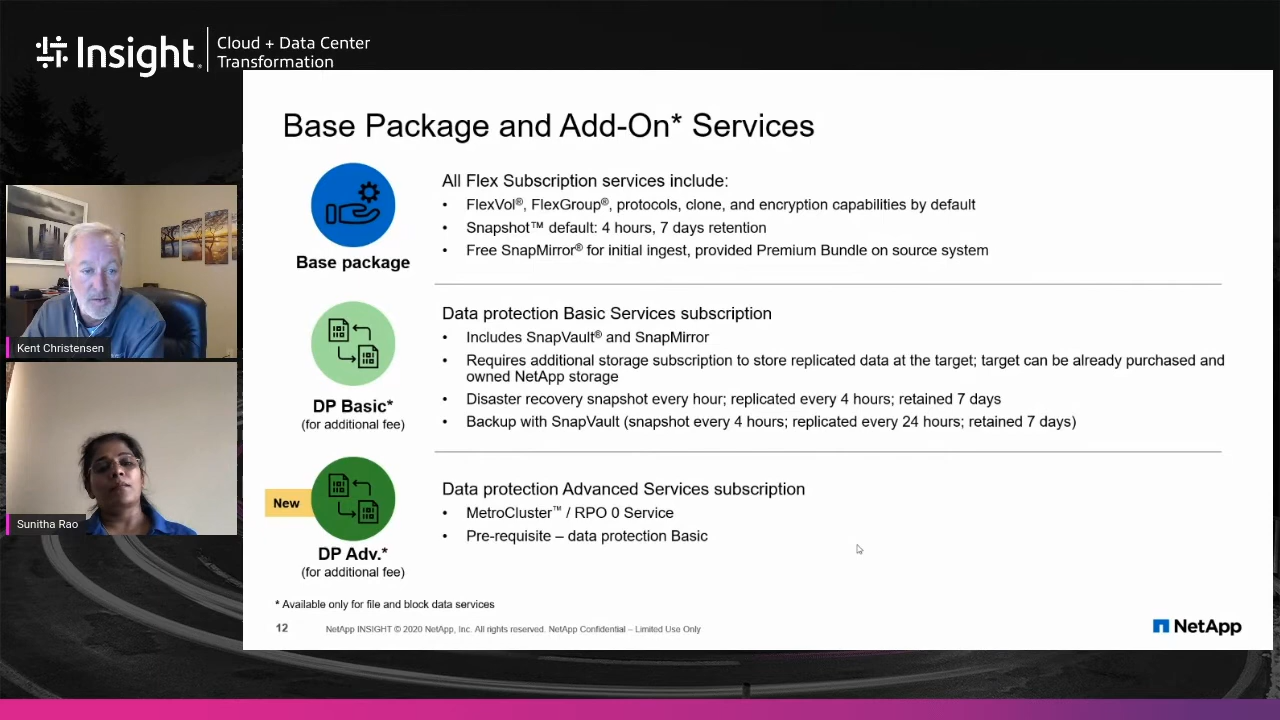 Insight.
Cloud + Data Center
Transformation
Base Package and Add-On* Services
All Flex Subscription services include:
• FlexVol®, FlexGroup®, protocols, clone, and encryption capabilities by default
• Snapshot™ default: 4 hours, 7 days retention
• Free SnapMirror® for initial ingest, provided Premium Bundle on source system
Base package
Data protection Basic Services subscription
• Includes SnapVault® and SnapMirror
• Requires additional storage subscription to store replicated data at the target; target can be already purchased and
owned NetApp storage
• Disaster recovery snapshot every hour; replicated every 4 hours; retained 7 days
• Backup with SnapVault (snapshot every 4 hours; replicated every 24 hours; retained 7 days)
DP Basic*
(for additional fee)
New
Data protection Advanced Services subscription
• MetroCluster™ / RPO 0 Service
• Pre-requisite – data protection Basic
DP Adv.*
(for additional fee)
* Available only for file and block data services
12
NetApp INSIGHT © 2020 NetApp, Inc. All rights reserved. NetApp Confidential – Limited Use Only
NetApp
Kent Christensen
Sunitha Rao